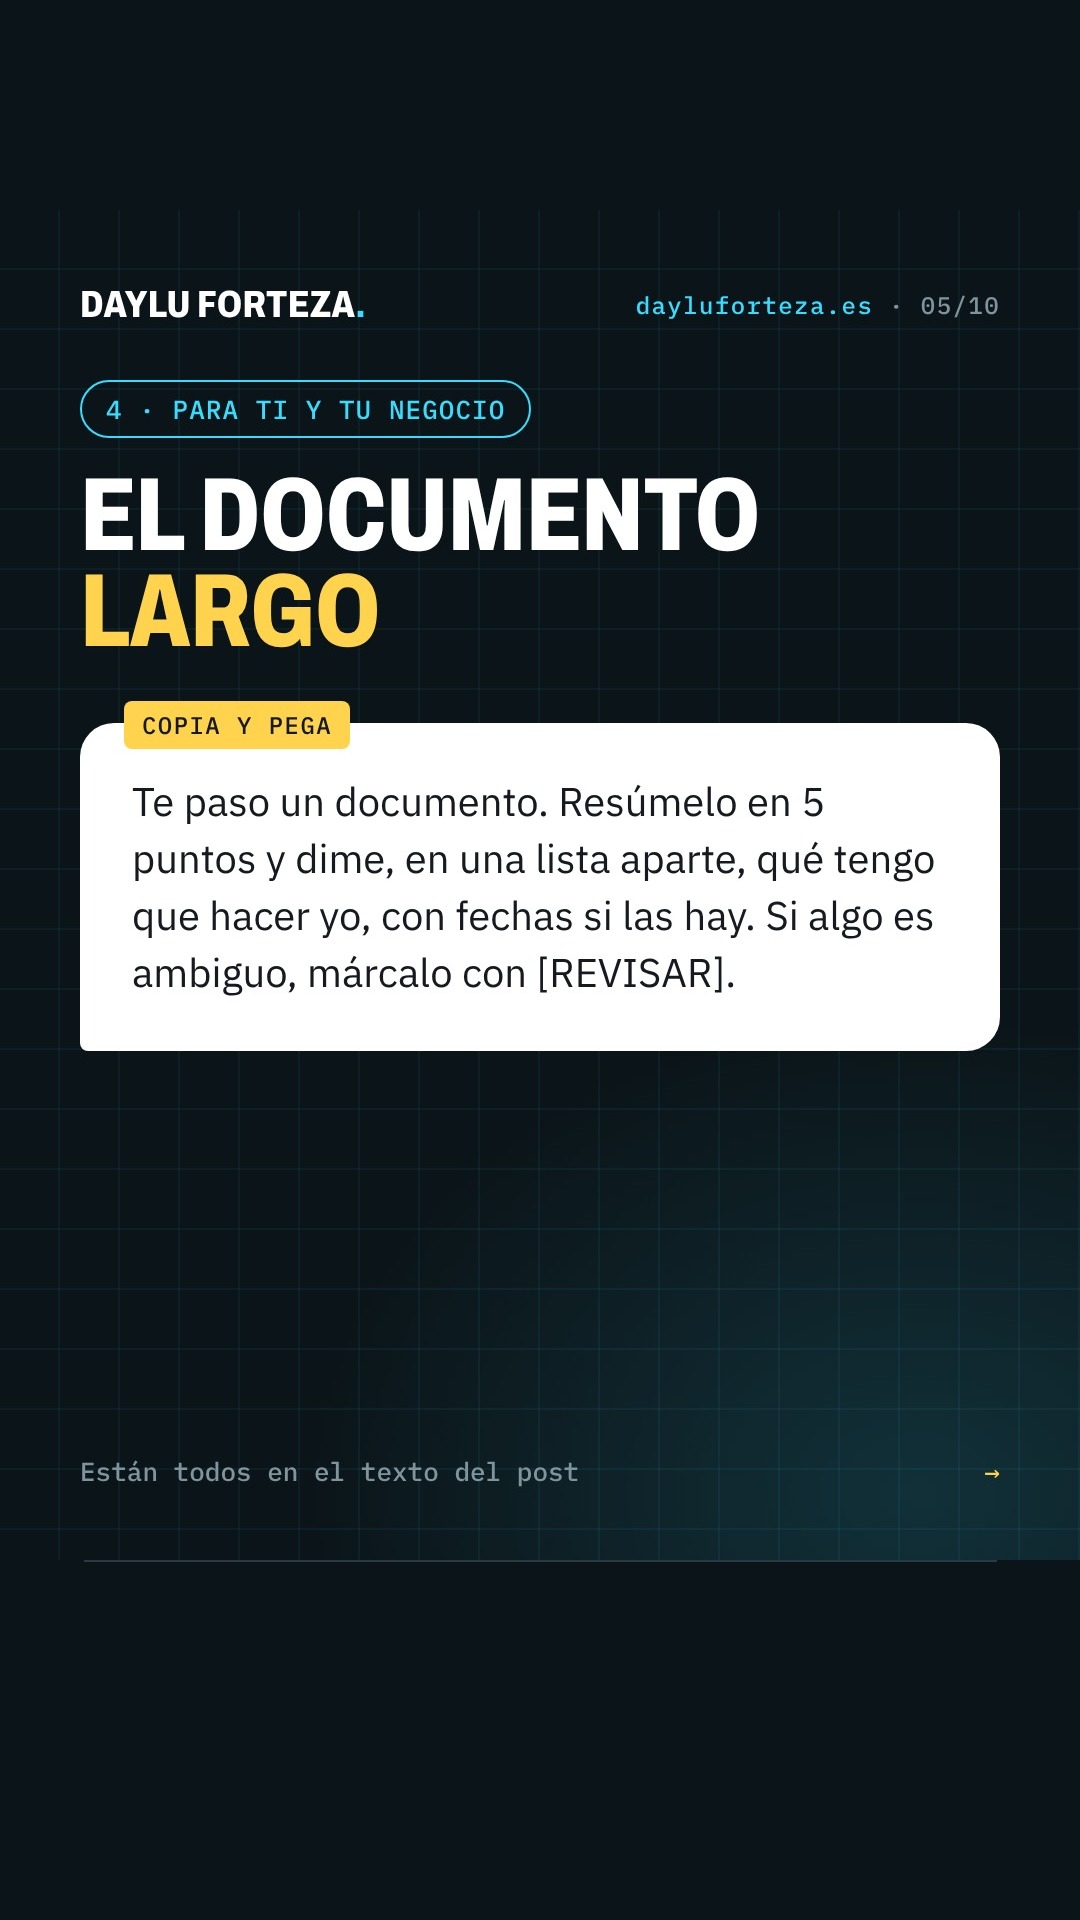 DAYLU FORTEZA.
dayluforteza.es · 05/10
4 · PARA TI Y TU NEGOCIO
EL DOCUMENTO
LARGO
COPIA Y PEGA
Te paso un documento. Resúmelo en 5
puntos y dime, en una lista aparte, qué tengo
que hacer yo, con fechas si las hay. Si algo es
ambiguo, márcalo con [REVISAR].
Están todos en el texto del post →